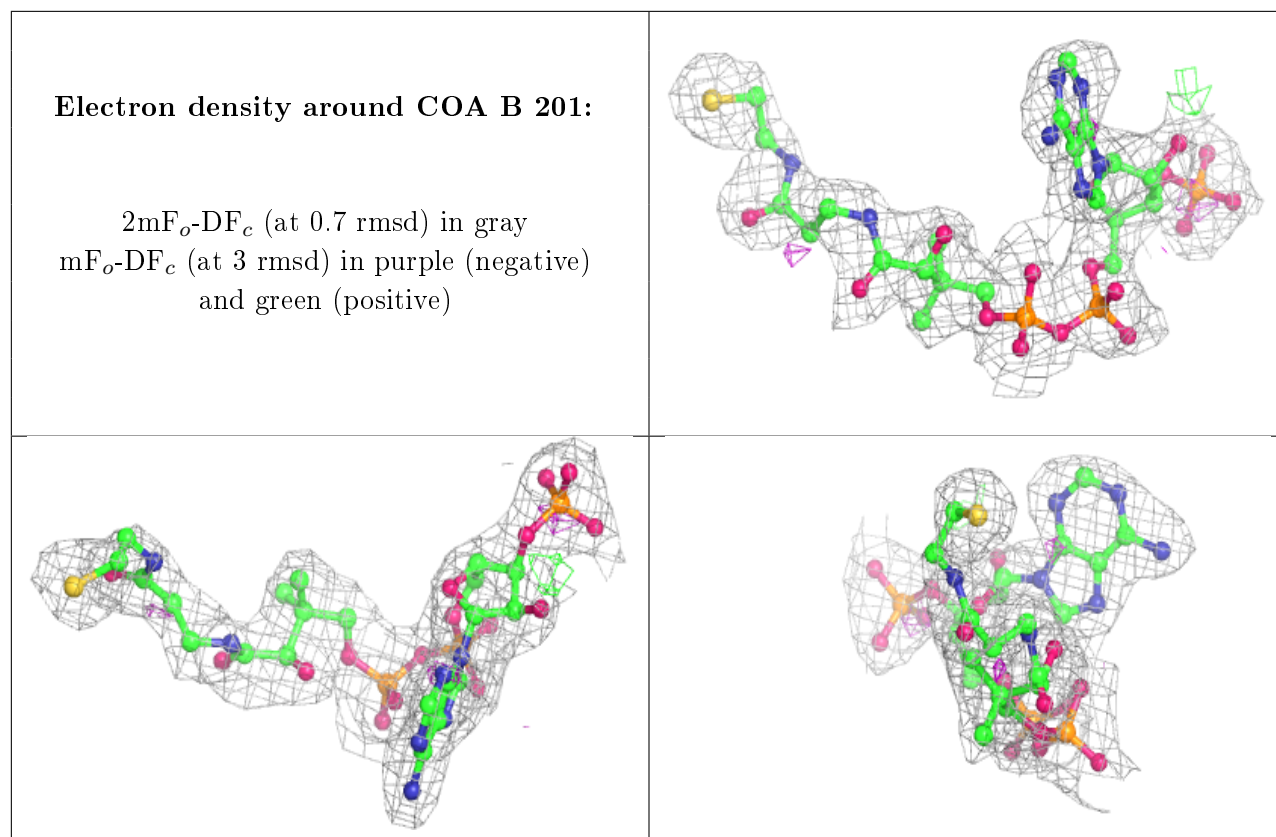 Electron density around COA B 201:
2mFₒ-DF𝒸 (at 0.7 rmsd) in gray
mFₒ-DF𝒸 (at 3 rmsd) in purple (negative)
and green (positive)